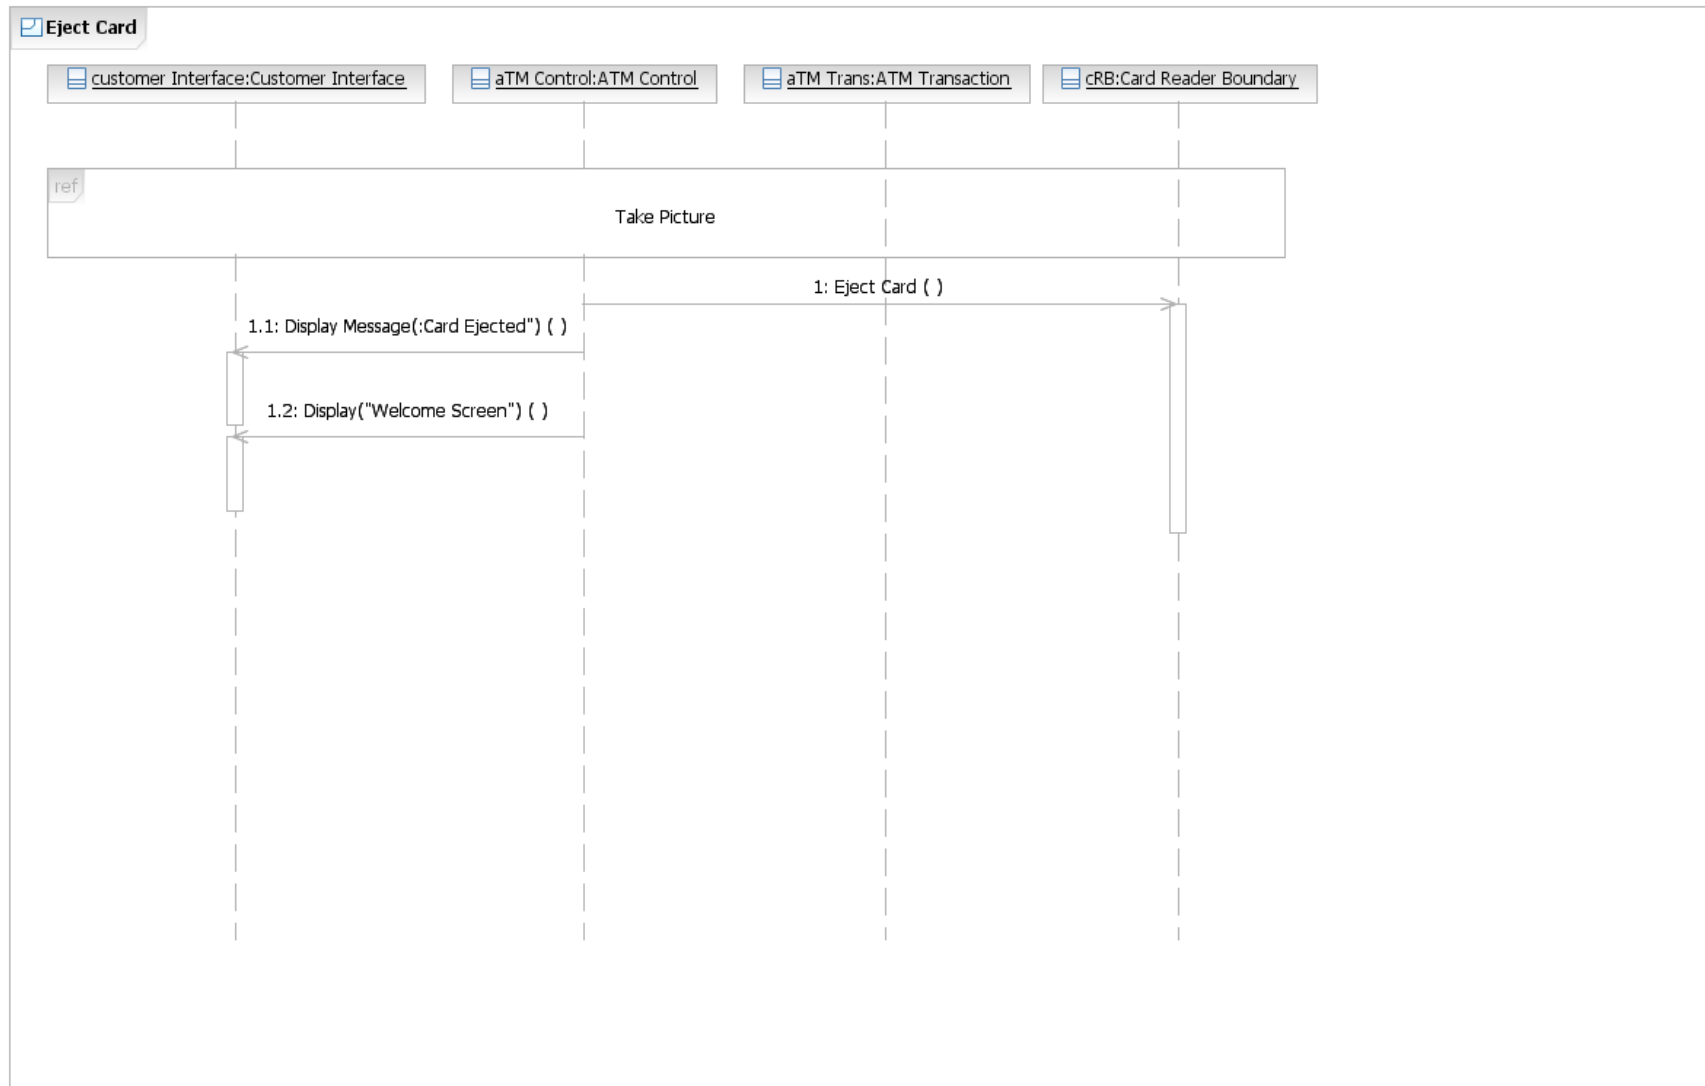 Eject Card
customer Interface:Customer Interface
aTM Control:ATM Control
aTM Trans:ATM Transaction
cRB:Card Reader Boundary
ref
Take Picture
1: Eject Card ( )
1.1: Display Message(:Card Ejected") ( )
1.2: Display("Welcome Screen") ( )